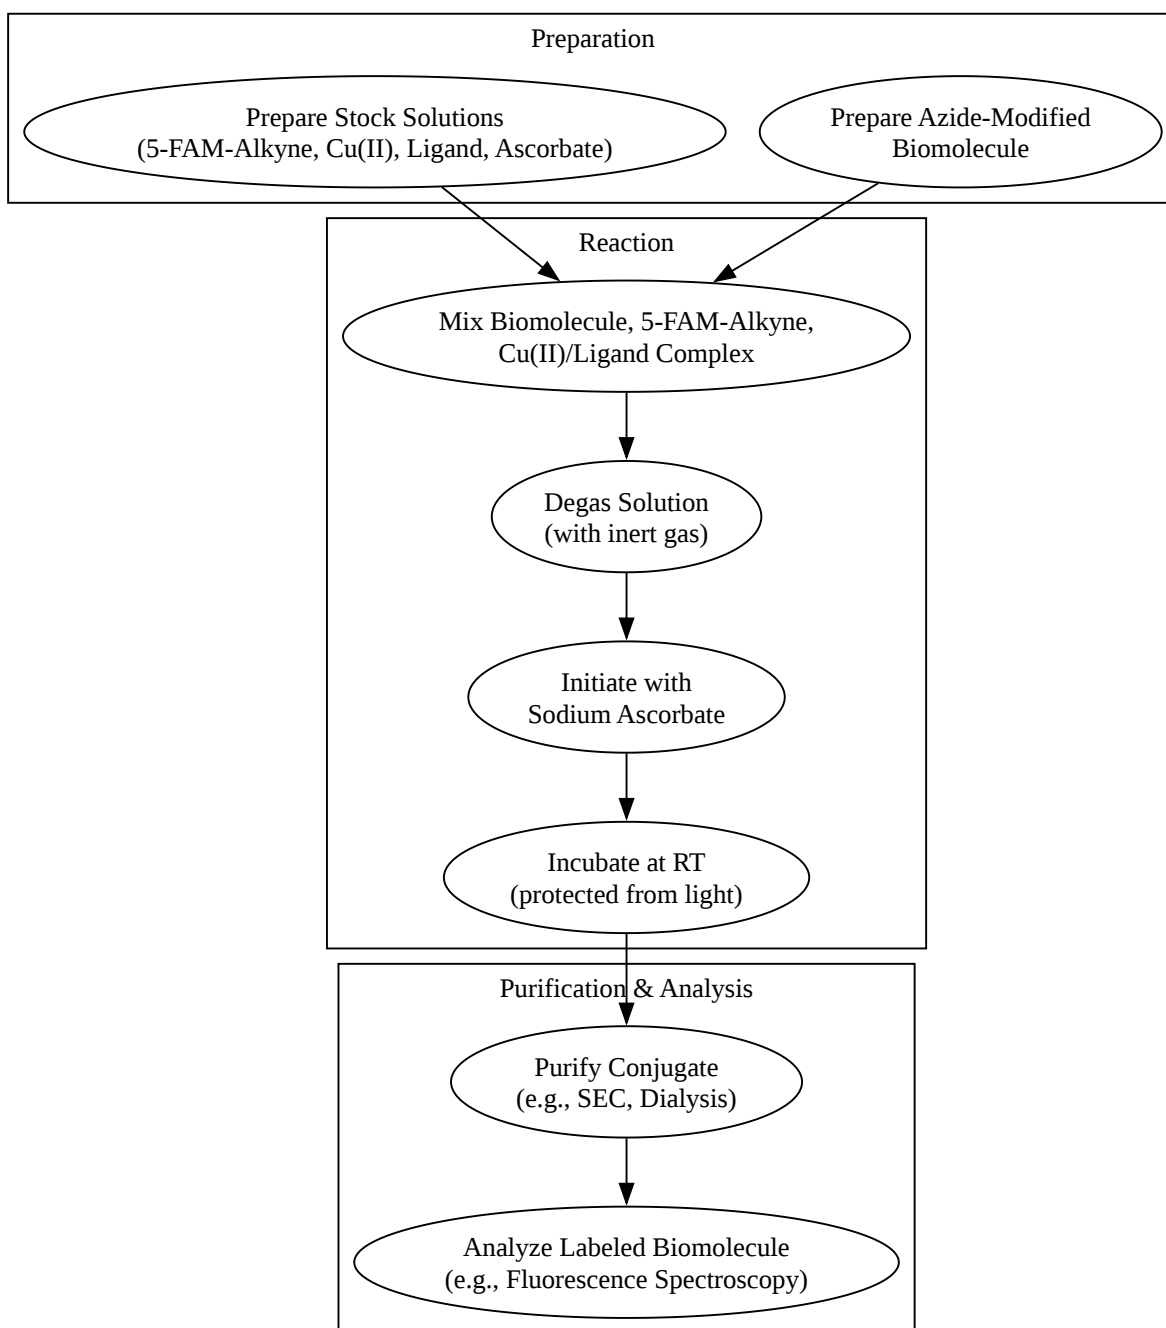 Preparation
Prepare Stock Solutions
(5-FAM-Alkyne, Cu(II), Ligand, Ascorbate)
Prepare Azide-Modified
Biomolecule
Reaction
Mix Biomolecule, 5-FAM-Alkyne,
Cu(II)/Ligand Complex
Degas Solution
(with inert gas)
Initiate with
Sodium Ascorbate
Incubate at RT
(protected from light)
Purification & Analysis
Purify Conjugate
(e.g., SEC, Dialysis)
Analyze Labeled Biomolecule
(e.g., Fluorescence Spectroscopy)